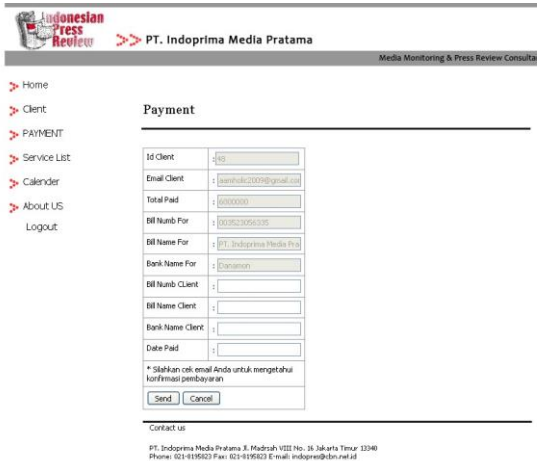 Indonesian
Press
Review
>> PT. Indoprima Media Pratama
Media Monitoring & Press Review Consulta
Home
Client
PAYMENT
Service List
Calender
About US
Logout
Payment
Id Client : 48
Email Client : aamholic2009@gmail.co
Total Paid : 6000000
Bill Numb For : 003523056335
Bill Name For : PT. Indoprima Media Pra
Bank Name For : Danamon
Bill Numb CLient :
Bill Name Client :
Bank Name Client :
Date Paid :
* Silahkan cek email Anda untuk mengetahui
konfirmasi pembayaran
Send Cancel
Contact us
PT. Indoprima Media Pratama Jl. Madrsah VIII No. 16 Jakarta Timur 13340
Phone: 021-8195823 Fax: 021-8195823 E-mail: indopres@cbn.net.id